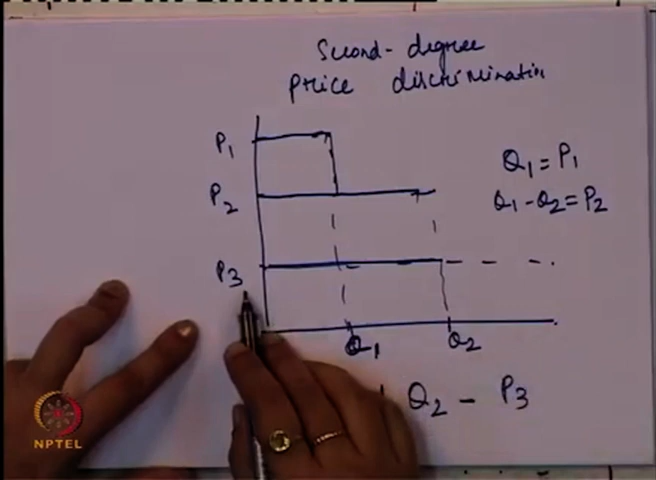 Second-degree
Price discrimination
P1
Q1 = P1
P2
Q1 - Q2 = P2
P3
Q1
Q2
Q2 - P3
NPTEL